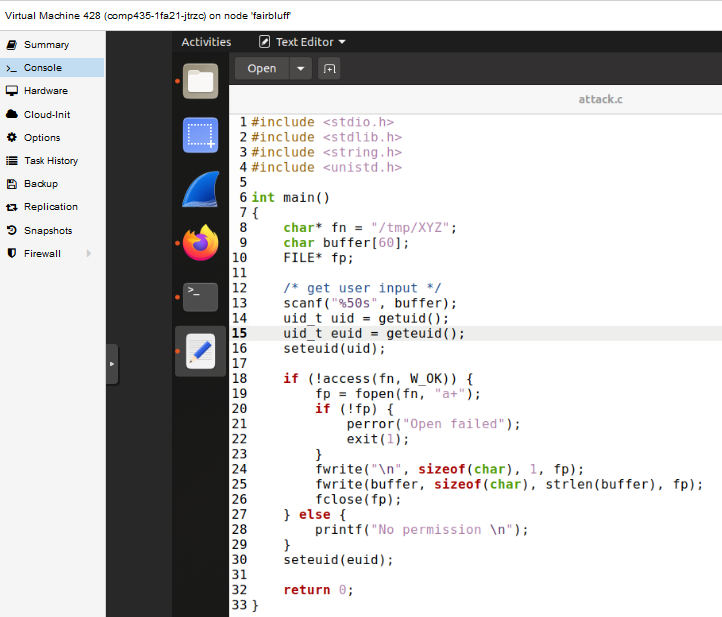 Virtual Machine 428 (comp435-1fa21-jtrzc) on node 'fairbluff'
Summary
Console
Hardware
Cloud-Init
Options
Task History
Backup
Replication
Snapshots
Firewall
Activities
Text Editor
Open
attack.c
1 #include <stdio.h>
2 #include <stdlib.h>
3 #include <string.h>
4 #include <unistd.h>
5
6 int main()
7 {
8     char* fn = "/tmp/XYZ";
9     char buffer[60];
10     FILE* fp;
11
12     /* get user input */
13     scanf("%50s", buffer);
14     uid_t uid = getuid();
15     uid_t euid = geteuid();
16     seteuid(uid);
17
18     if (!access(fn, W_OK)) {
19         fp = fopen(fn, "a+");
20         if (!fp) {
21             perror("Open failed");
22             exit(1);
23         }
24         fwrite("\n", sizeof(char), 1, fp);
25         fwrite(buffer, sizeof(char), strlen(buffer), fp);
26         fclose(fp);
27     } else {
28         printf("No permission \n");
29     }
30     seteuid(euid);
31
32     return 0;
33 }